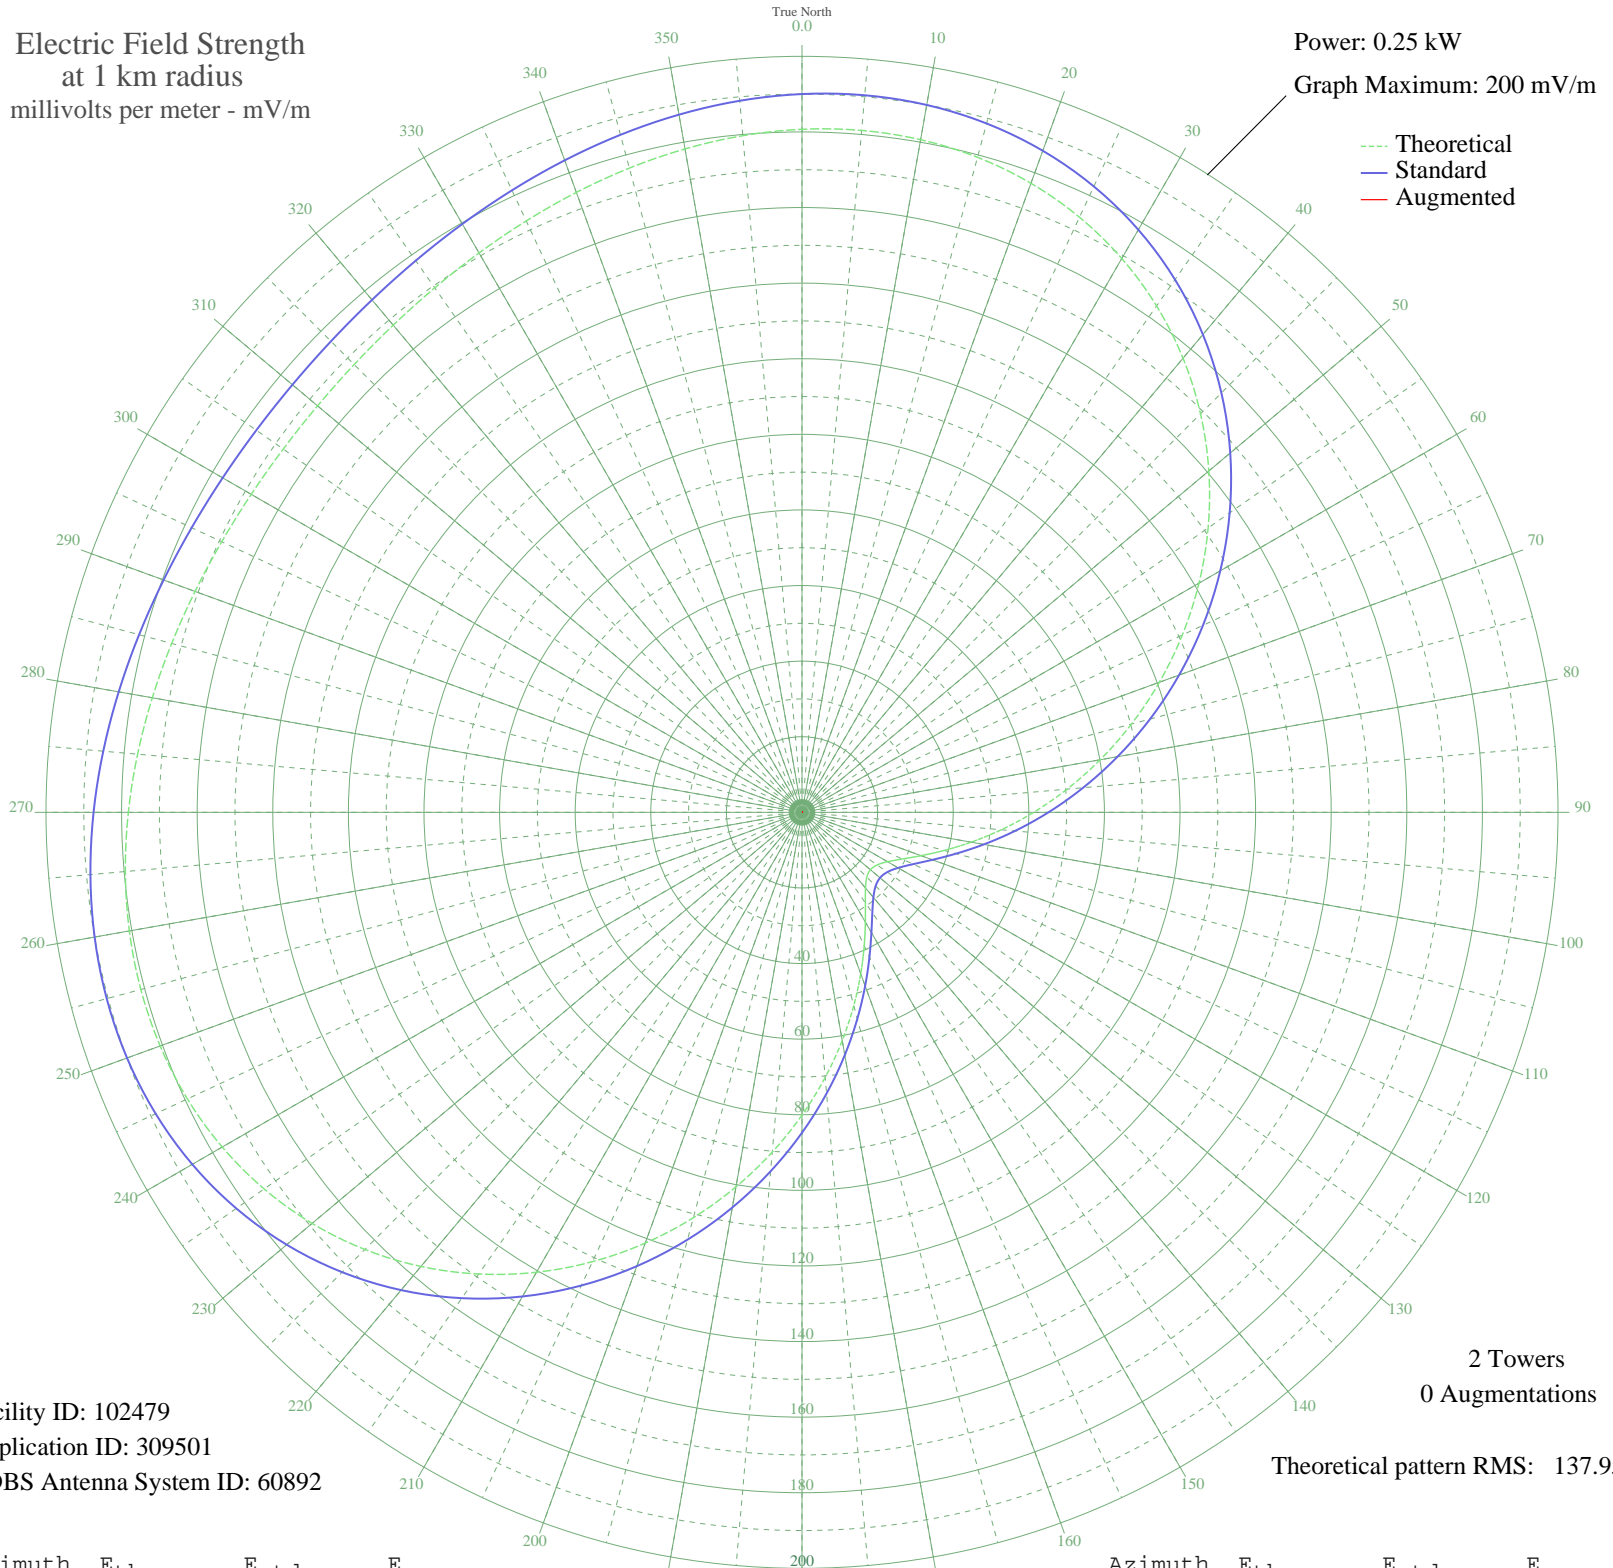 True North
0.0
Electric Field Strength
at 1 km radius
millivolts per meter - mV/m
Power: 0.25 kW
Graph Maximum: 200 mV/m
Theoretical
Standard
Augmented
10
20
30
40
50
60
70
80
90
100
110
120
130
140
150
160
200
210
220
230
240
250
260
270
280
290
300
310
320
330
340
350
40
60
80
100
120
140
160
180
200
2 Towers
0 Augmentations
Theoretical pattern RMS: 137.9
cility ID: 102479
plication ID: 309501
DBS Antenna System ID: 60892
imuth E E E
Azimuth E E E